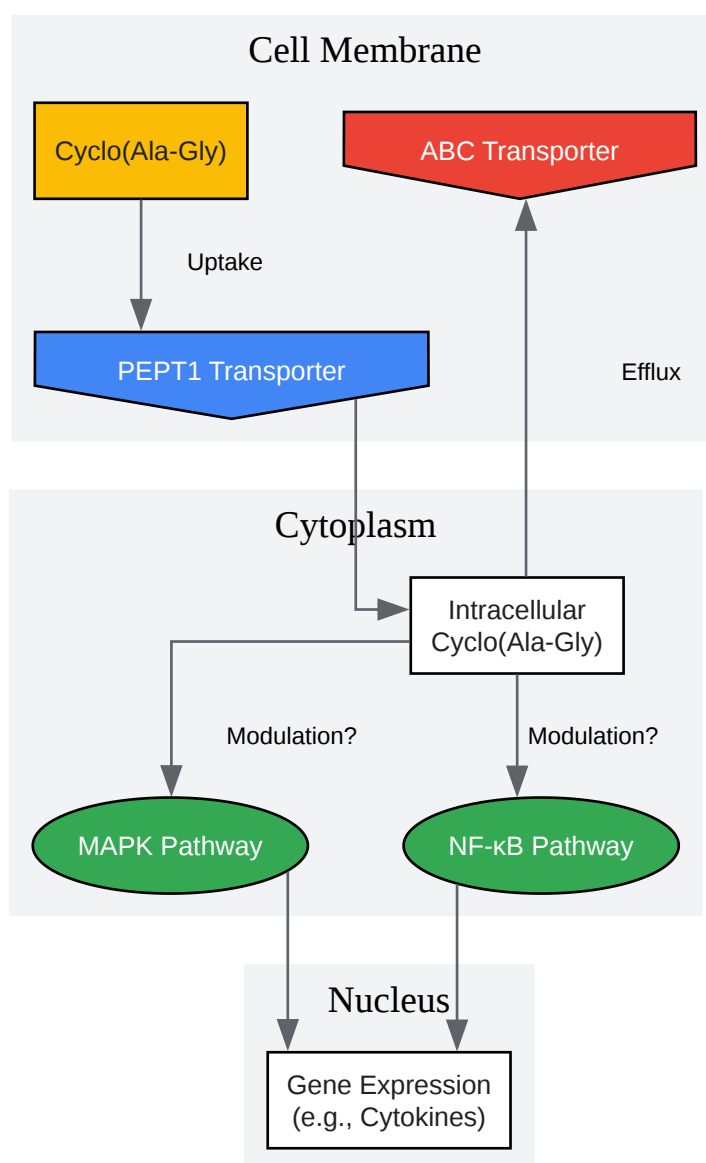 Cell Membrane
Cyclo(Ala-Gly)
ABC Transporter
Uptake
PEPT1 Transporter
Efflux
Cytoplasm
Intracellular
Cyclo(Ala-Gly)
Modulation?
Modulation?
MAPK Pathway
NF-κB Pathway
Nucleus
Gene Expression
(e.g., Cytokines)